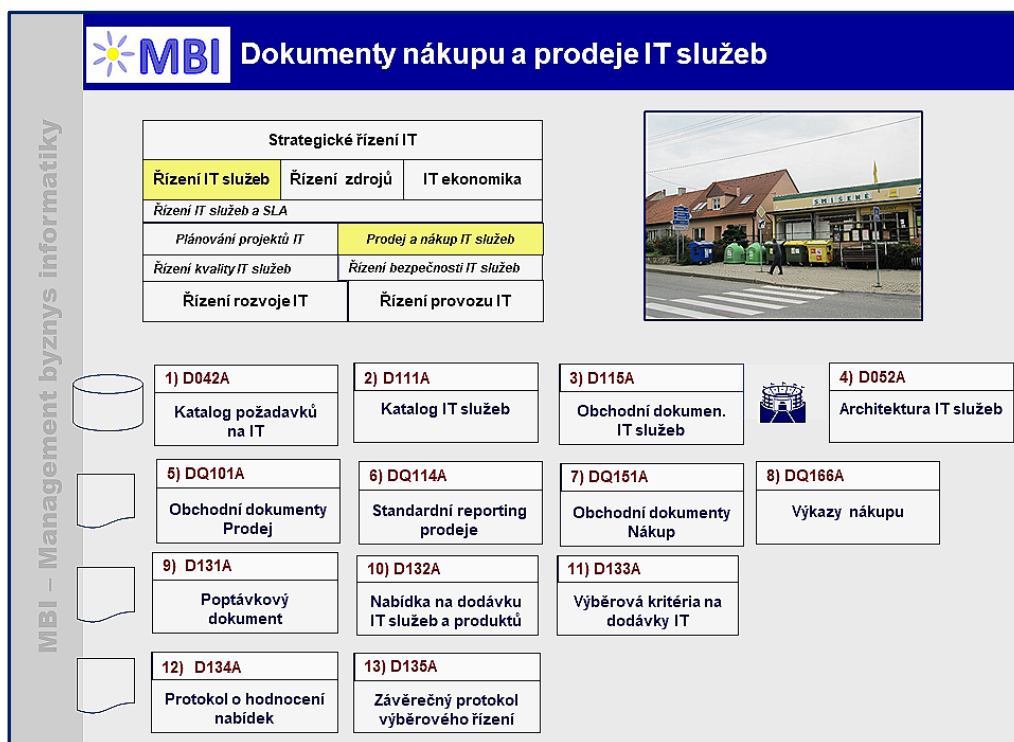 MBI
Dokumenty nákupu a prodeje IT služeb
MBI – Management byznys informatiky
Strategické řízení IT
Řízení IT služeb
Řízení zdrojů
IT ekonomika
Řízení IT služeb a SLA
Plánování projektů IT
Prodej a nákup IT služeb
Řízení kvality IT služeb
Řízení bezpečnosti IT služeb
Řízení rozvoje IT
Řízení provozu IT
SMÍŠENÉ
1) D042A
Katalog požadavků
na IT
2) D111A
Katalog IT služeb
3) D115A
Obchodní dokumen.
IT služeb
4) D052A
Architektura IT služeb
5) DQ101A
Obchodní dokumenty
Prodej
6) DQ114A
Standardní reporting
prodeje
7) DQ151A
Obchodní dokumenty
Nákup
8) DQ166A
Výkazy nákupu
9) D131A
Poptávkový
dokument
10) D132A
Nabídka na dodávku
IT služeb a produktů
11) D133A
Výběrová kritéria na
dodávky IT
12) D134A
Protokol o hodnocení
nabídek
13) D135A
Závěrečný protokol
výběrového řízení